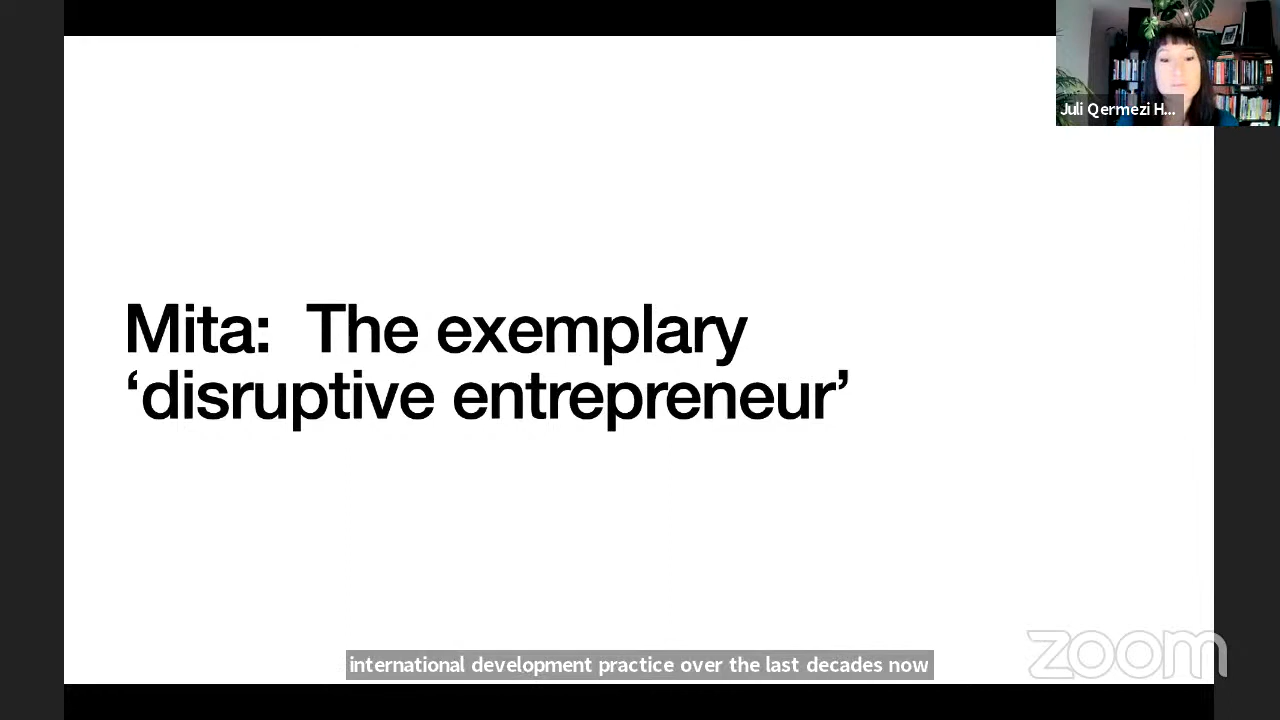 Juli Qermezi H...
Mita:  The exemplary
‘disruptive entrepreneur’
international development practice over the last decades now
zoom